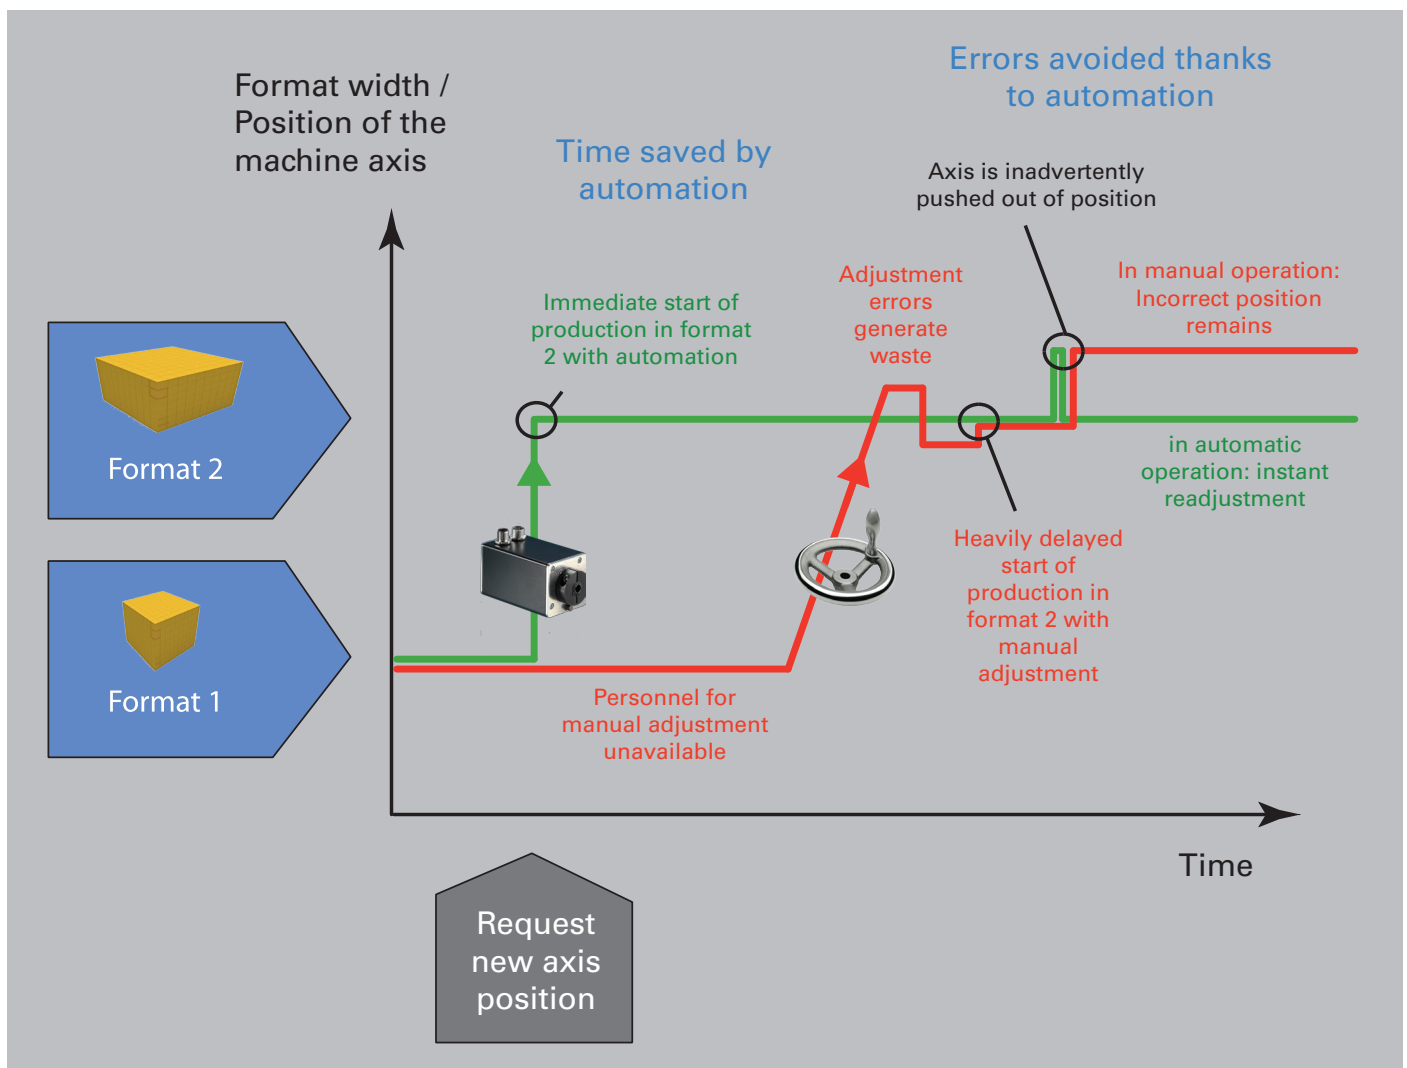 Format width /
Position of the
machine axis
Time saved by
automation
Errors avoided thanks
to automation
Axis is inadvertently
pushed out of position
Immediate start of
production in format
2 with automation
Adjustment
errors
generate
waste
In manual operation:
Incorrect position
remains
in automatic
operation: instant
readjustment
Heavily delayed
start of
production in
format 2 with
manual
adjustment
Personnel for
manual adjustment
unavailable
Format 2
Format 1
Time
Request
new axis
position